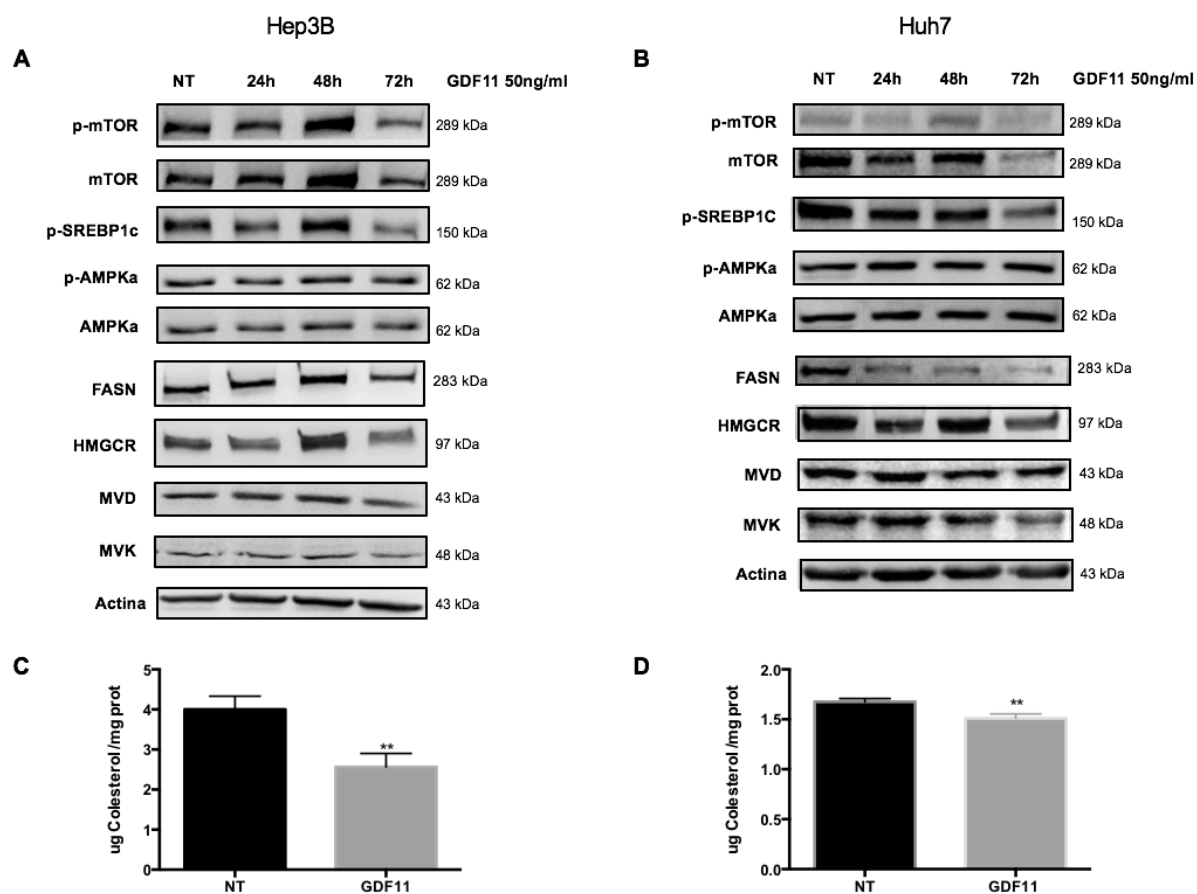 Hep3B
A
NT 24h 48h 72h GDF11 50ng/ml
p-mTOR 289 kDa
mTOR 289 kDa
p-SREBP1c 150 kDa
p-AMPKa 62 kDa
AMPKa 62 kDa
FASN 283 kDa
HMGCR 97 kDa
MVD 43 kDa
MVK 48 kDa
Actina 43 kDa
Huh7
B
NT 24h 48h 72h GDF11 50ng/ml
p-mTOR 289 kDa
mTOR 289 kDa
p-SREBP1C 150 kDa
p-AMPKa 62 kDa
AMPKa 62 kDa
FASN 283 kDa
HMGCR 97 kDa
MVD 43 kDa
MVK 48 kDa
Actina 43 kDa
C
ug Colesterol /mg prot
5
4
3
2
1
0
**
NT GDF11
D
ug Colesterol /mg prot
2.0
1.5
1.0
0.5
0.0
**
NT GDF11